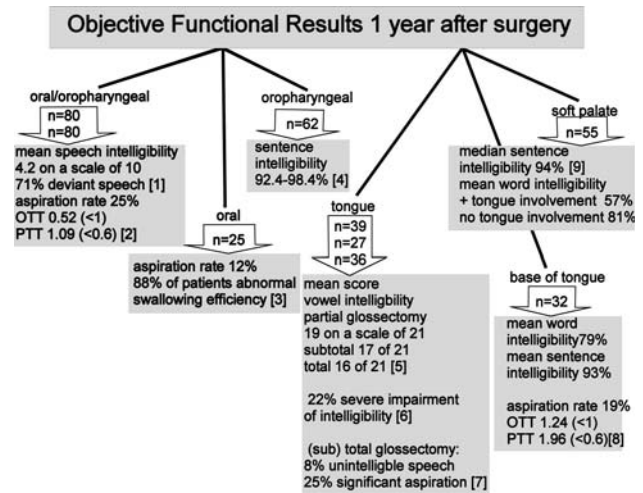 Objective Functional Results 1 year after surgery
oral/oropharyngeal
n=80
n=80
mean speech intelligibility
4.2 on a scale of 10
71% deviant speech [1]
aspiration rate 25%
OTT 0.52 (<1)
PTT 1.09 (<0.6) [2]
oral
n=25
aspiration rate 12%
88% of patients abnormal
swallowing efficiency [3]
oropharyngeal
n=62
sentence
intelligibility
92.4-98.4% [4]
tongue
n=39
n=27
n=36
mean score
vowel intelligbility
partial glossectomy
19 on a scale of 21
subtotal 17 of 21
total 16 of 21 [5]
22% severe impairment
of intelligibility [6]
(sub) total glossectomy:
8% unintelligble speech
25% significant aspiration [7]
soft palate
n=55
median sentence
intelligibility 94% [9]
mean word intelligibility
+ tongue involvement 57%
no tongue involvement 81%
base of tongue
n=32
mean word
intelligibility79%
mean sentence
intelligibility 93%
aspiration rate 19%
OTT 1.24 (<1)
PTT 1.96 (<0.6)[8]